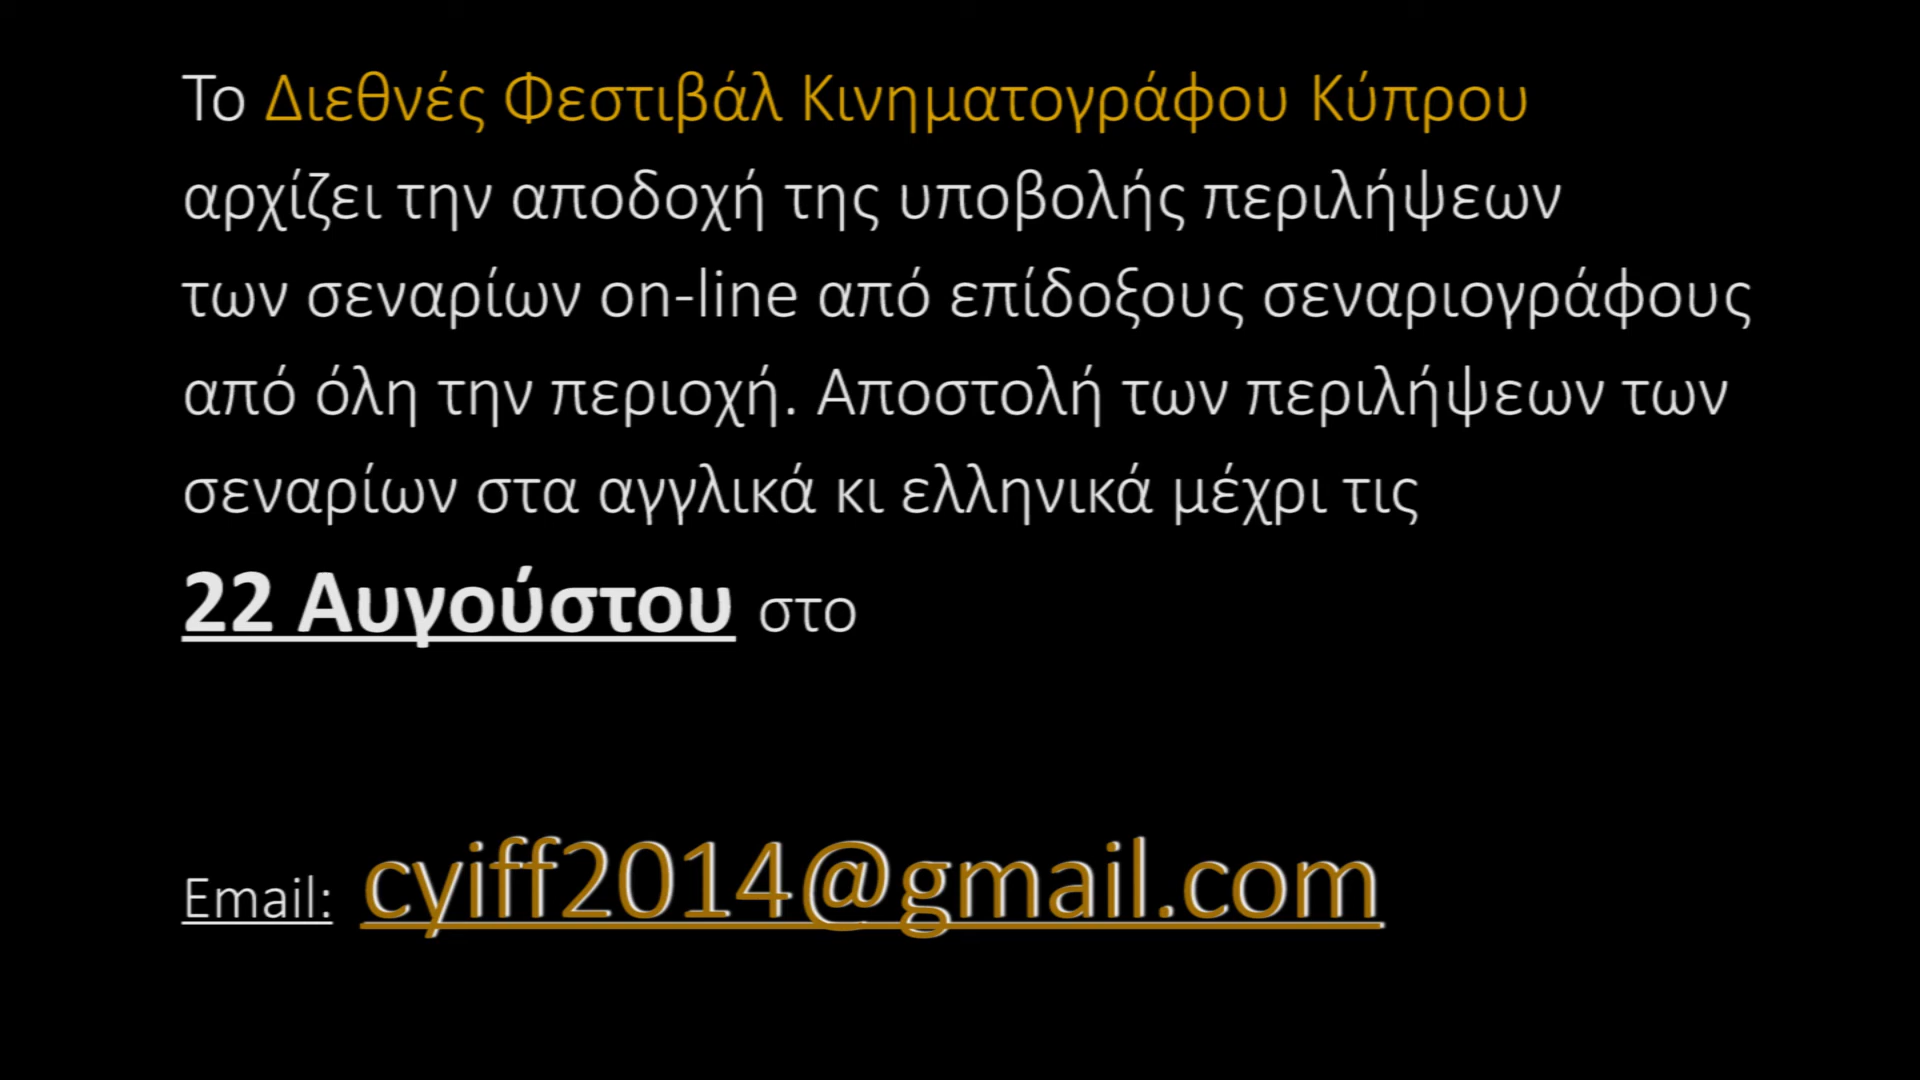 Το Διεθνές Φεστιβάλ Κινηματογράφου Κύπρου
αρχίζει την αποδοχή της υποβολής περιλήψεων
των σεναρίων on-line από επίδοξους σεναριογράφους
από όλη την περιοχή. Αποστολή των περιλήψεων των
σεναρίων στα αγγλικά κι ελληνικά μέχρι τις
22 Αυγούστου στο
Email: cyiff2014@gmail.com